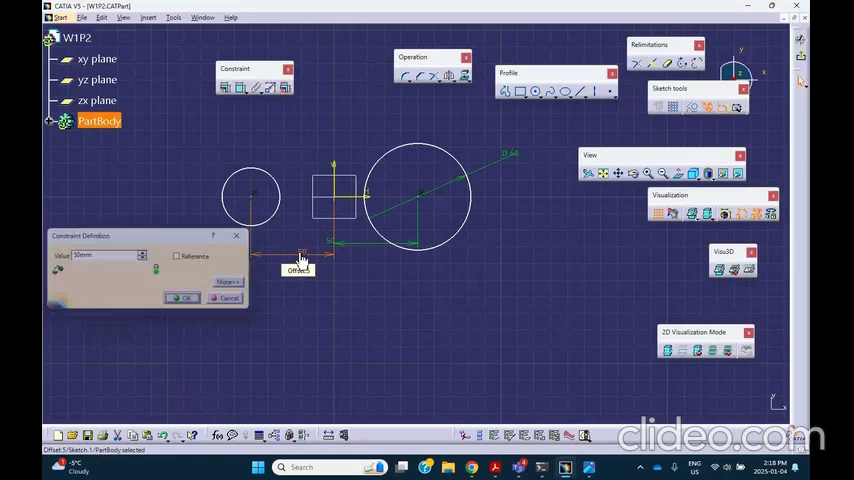 CATIA V5 - [W1P2.CATPart]
Start File Edit View Insert Tools Window Help
W1P2
xy plane
yz plane
zx plane
PartBody
Constraint
Operation
Profile
Relimitations
Sketch tools
View
Visualization
Visu3D
2D Visualization Mode
y
x
z
D 64
50
Constraint Definition
Value 50mm
Reference
More>>
OK
Cancel
Offset.5
Offset.5/Sketch.1/PartBody selected
clideo.com
-5°C
Cloudy
Search
ENG
US
2:18 PM
2025-01-04